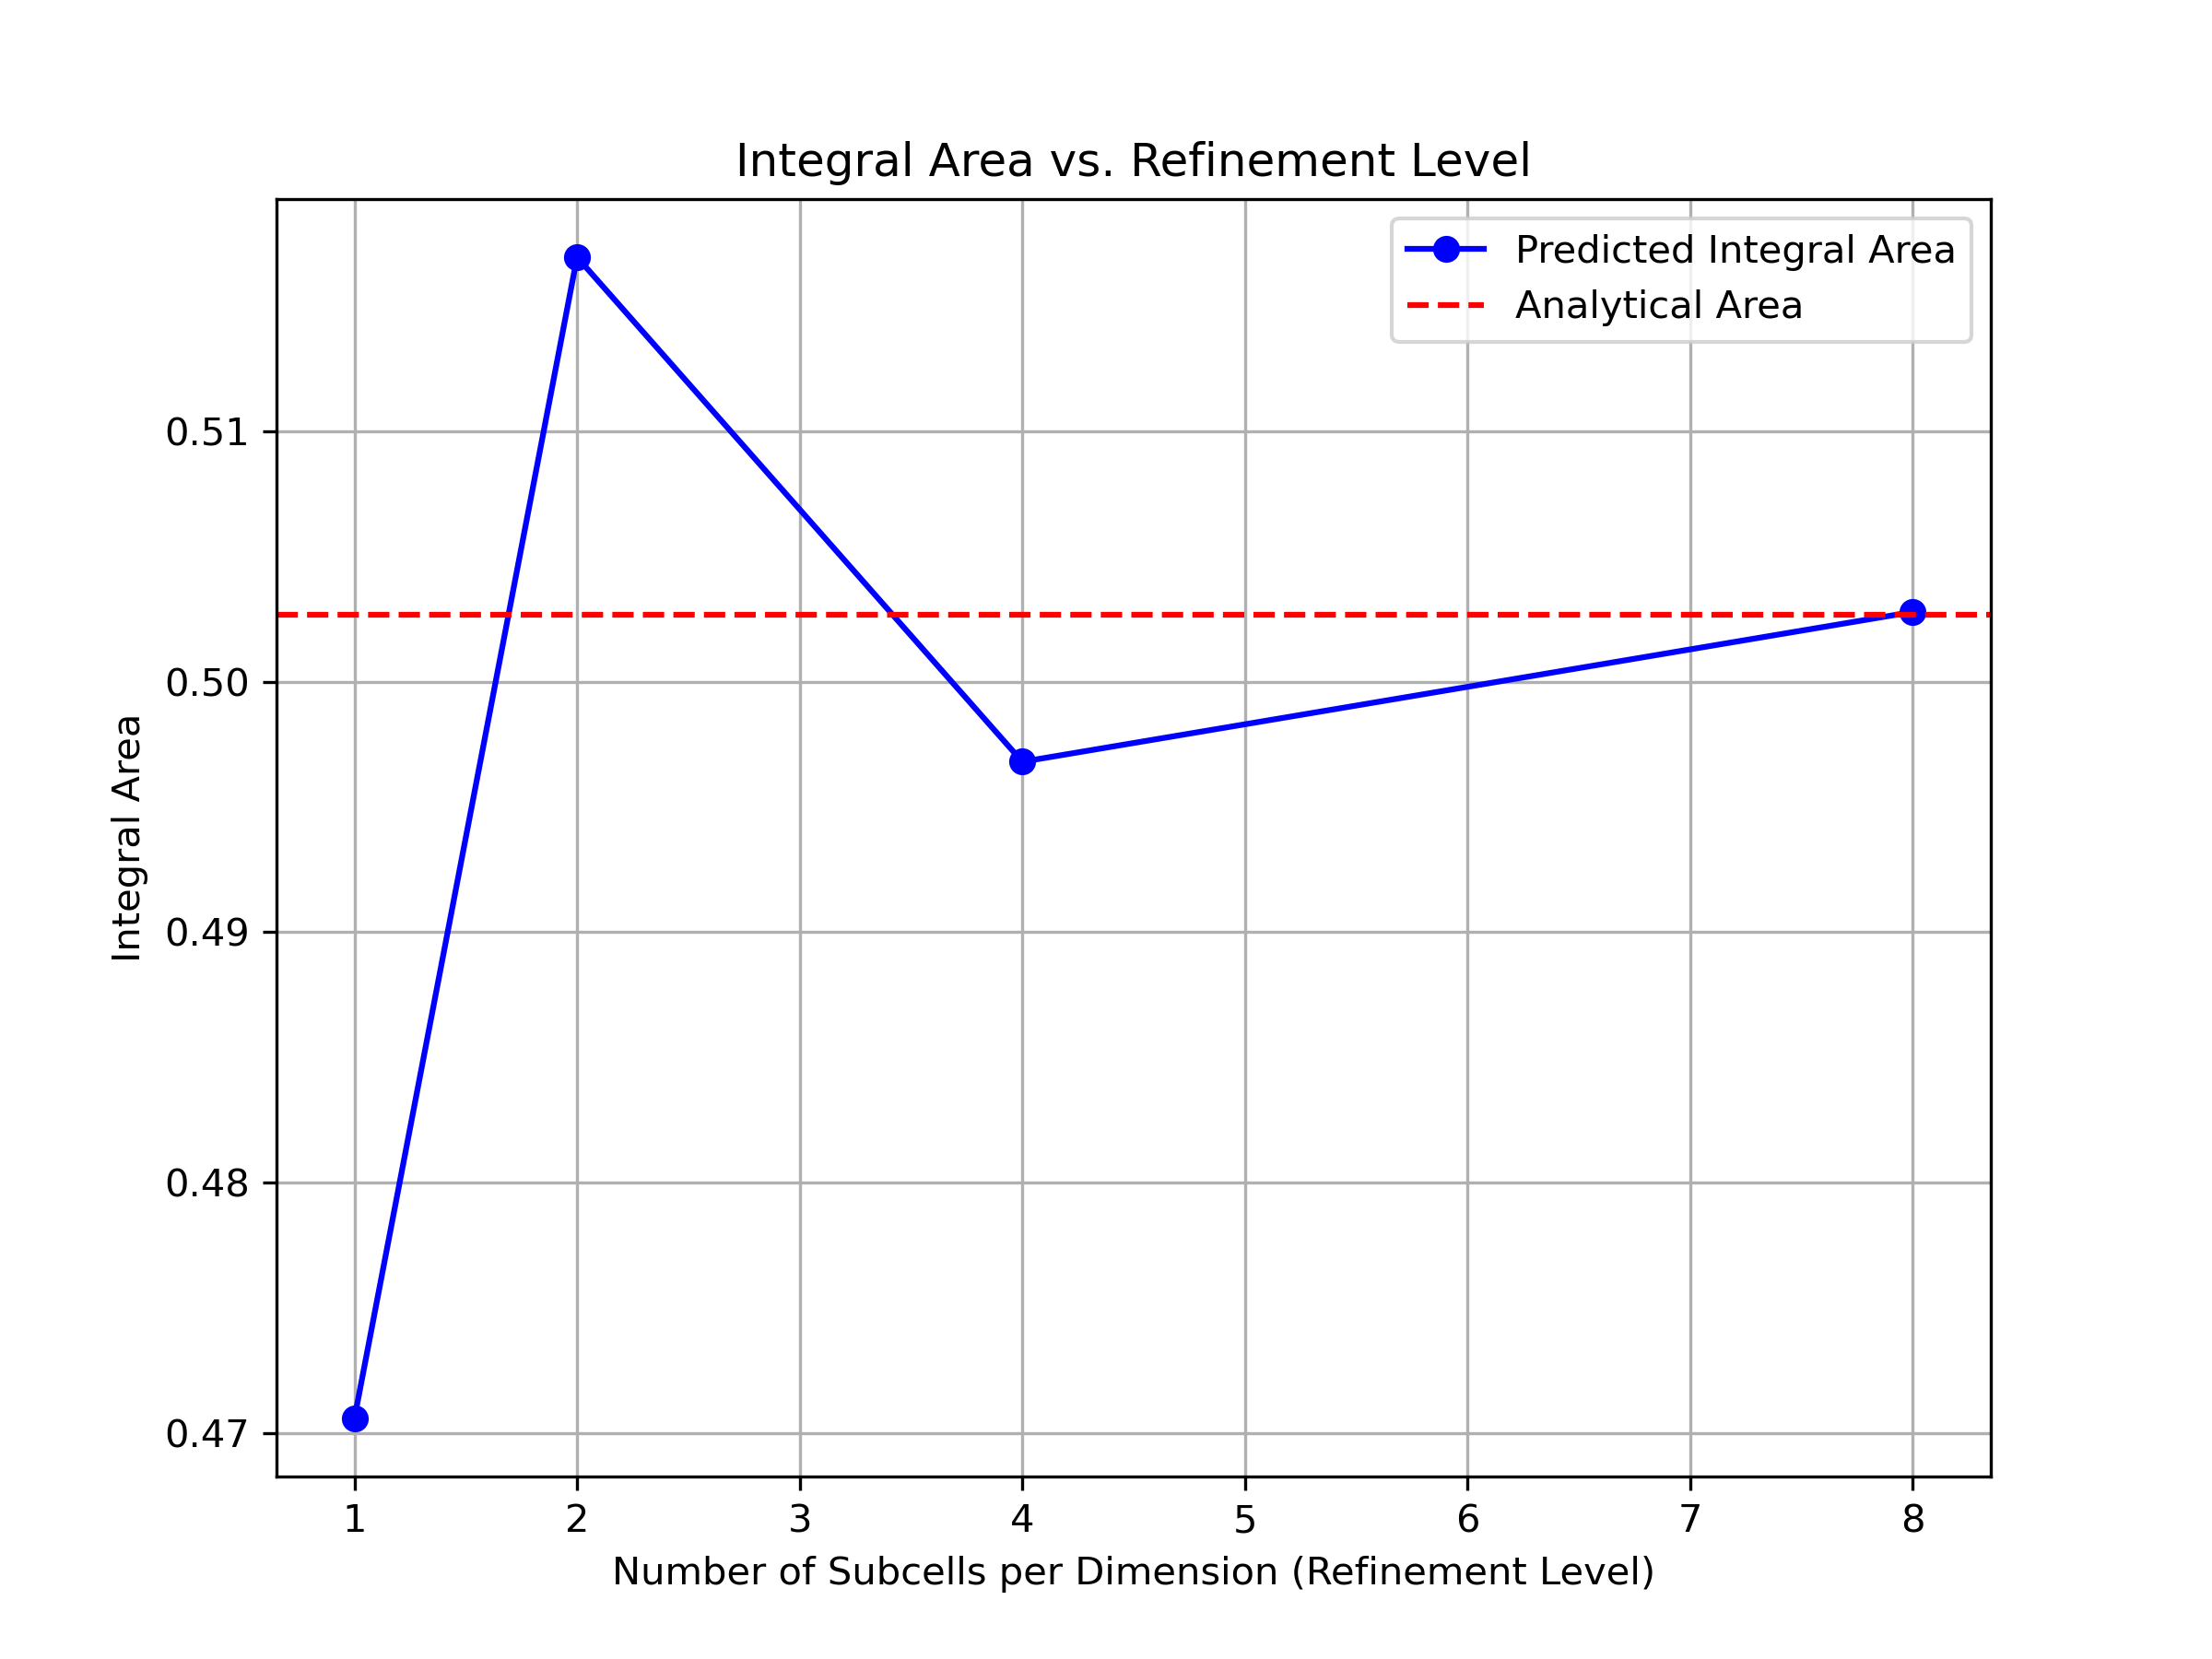 Integral Area vs. Refinement Level
Predicted Integral Area
Analytical Area
Integral Area
0.51
0.50
0.49
0.48
0.47
1 2 3 4 5 6 7 8
Number of Subcells per Dimension (Refinement Level)